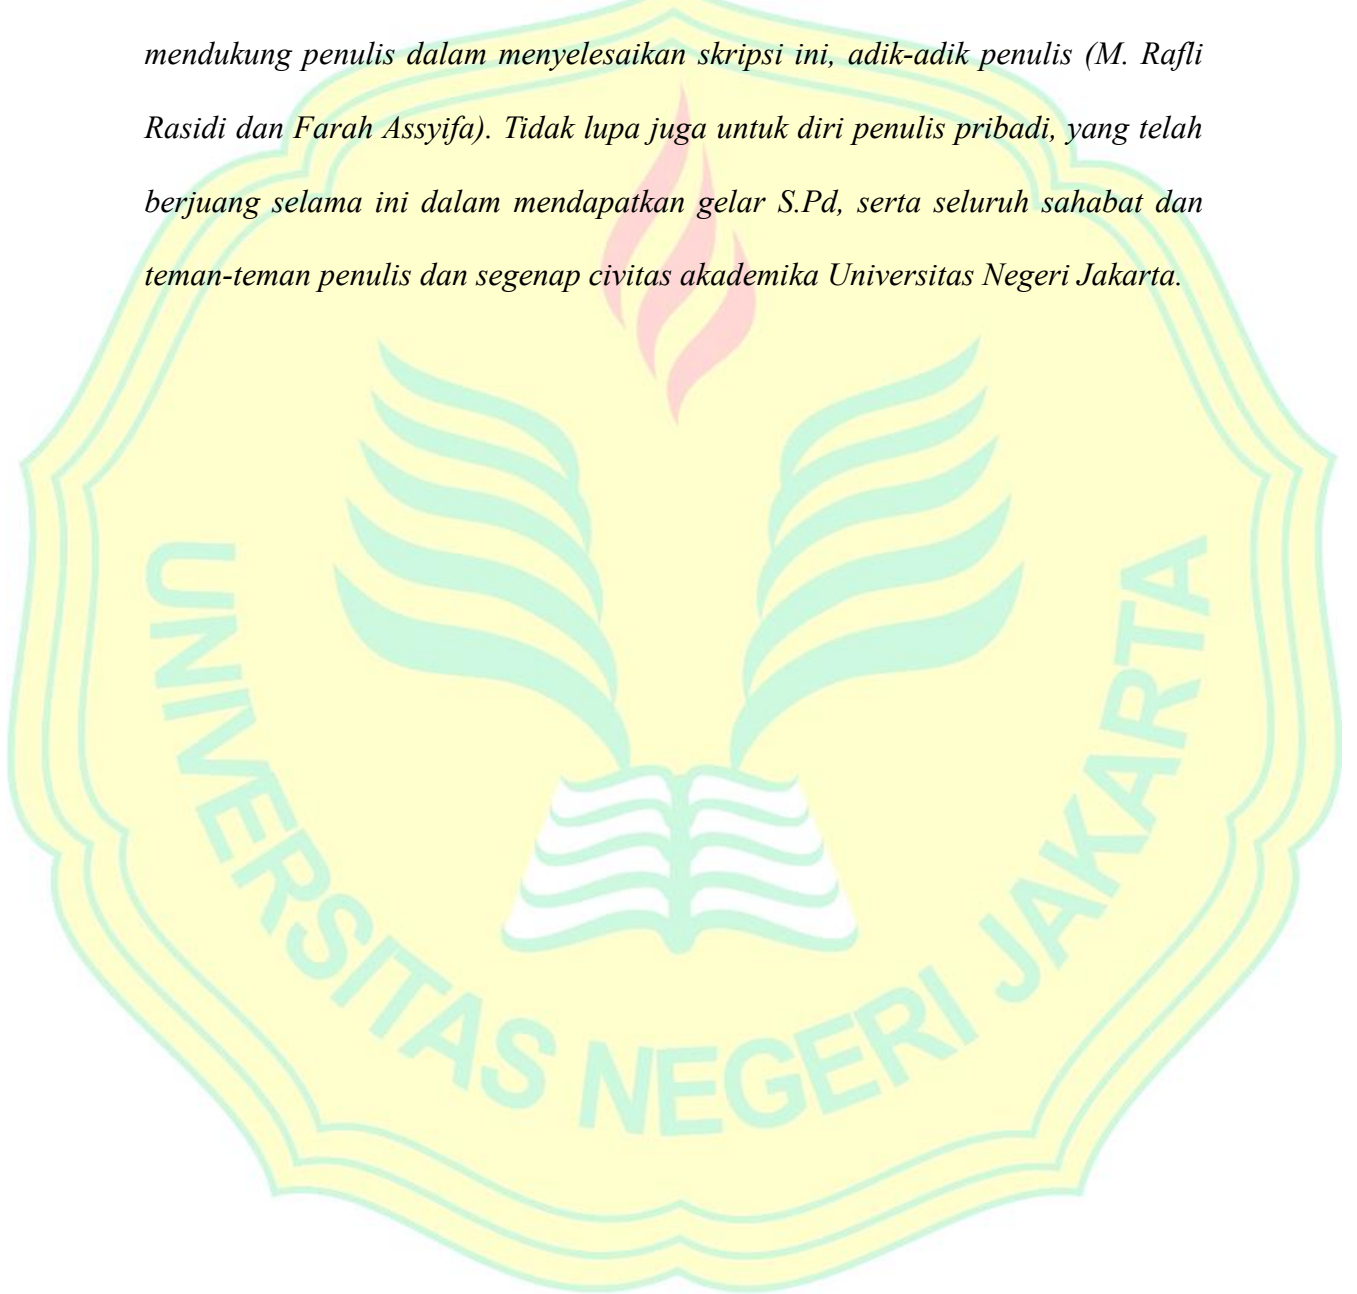 mendukung penulis dalam menyelesaikan skripsi ini, adik-adik penulis (M. Rafli
Rasidi dan Farah Assyifa). Tidak lupa juga untuk diri penulis pribadi, yang telah
berjuang selama ini dalam mendapatkan gelar S.Pd, serta seluruh sahabat dan
teman-teman penulis dan segenap civitas akademika Universitas Negeri Jakarta.
UNIVERSITAS NEGERI JAKARTA